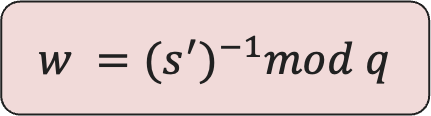 w = (s′)⁻¹mod q